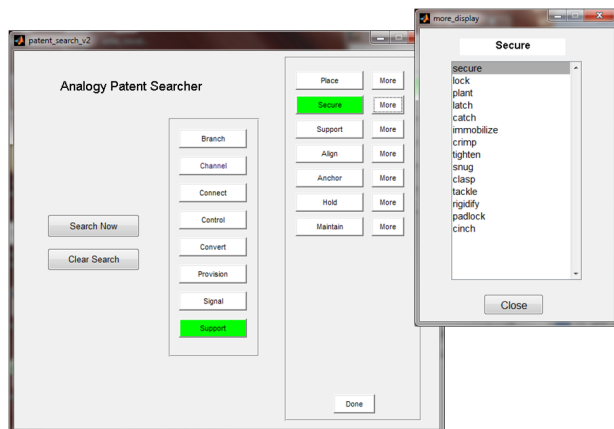 patent_search_v2
Analogy Patent Searcher
Search Now
Clear Search
Branch
Channel
Connect
Control
Convert
Provision
Signal
Support
Place More
Secure More
Support More
Align More
Anchor More
Hold More
Maintain More
Done
more_display
Secure
secure
lock
plant
latch
catch
immobilize
crimp
tighten
snug
clasp
tackle
rigidify
padlock
cinch
Close